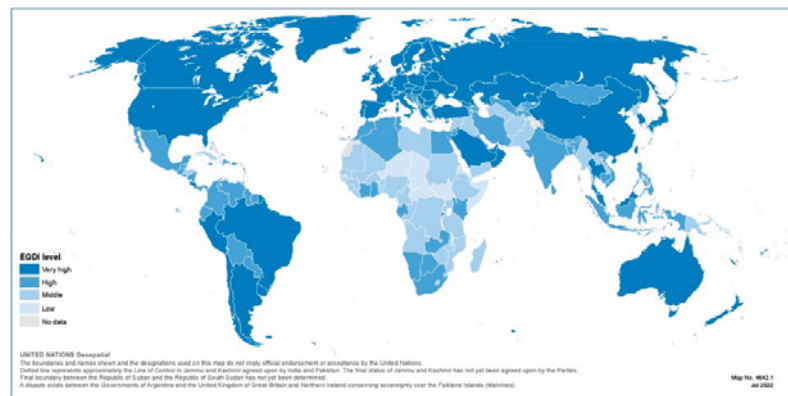 EGDI level
Very high
High
Middle
Low
No data
UNITED NATIONS Geospatial
The boundaries and names shown and the designations used on this map do not imply official endorsement or acceptance by the United Nations.
Dotted line represents approximately the Line of Control in Jammu and Kashmir agreed upon by India and Pakistan. The final status of Jammu and Kashmir has not yet been agreed upon by the Parties.
Final boundary between the Republic of Sudan and the Republic of South Sudan has not yet been determined.
A dispute exists between the Governments of Argentina and the United Kingdom of Great Britain and Northern Ireland concerning sovereignty over the Falkland Islands (Malvinas).
Map No. 4642.1
Jul 2022